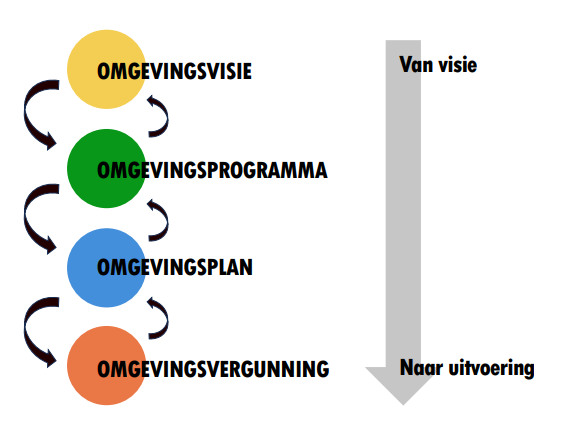 OMGEVINGSVISIE
Van visie
OMGEVINGSPROGRAMMA
OMGEVINGSPLAN
OMGEVINGSVERGUNNING
Naar uitvoering